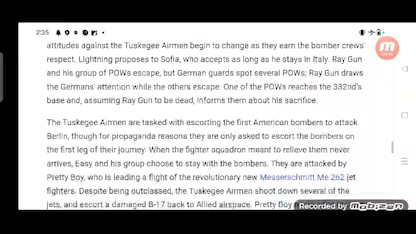 2:35
attitudes against the Tuskegee Airmen begin to change as they earn the bomber crews'
respect. Lightning proposes to Sofia, who accepts as long as he stays in Italy. Ray Gun
and his group of POWs escape, but German guards spot several POWs; Ray Gun draws
the Germans' attention while the others escape. One of the POWs reaches the 332nd's
base and, assuming Ray Gun to be dead, informs them about his sacrifice.
The Tuskegee Airmen are tasked with escorting the first American bombers to attack
Berlin, though for propaganda reasons they are only asked to escort the bombers on
the first leg of their journey. When the fighter squadron meant to relieve them never
arrives, Easy and his group choose to stay with the bombers. They are attacked by
Pretty Boy, who is leading a flight of the revolutionary new Messerschmitt Me 262 jet
fighters. Despite being outclassed, the Tuskegee Airmen shoot down several of the
jets, and escort a damaged B-17 back to Allied airspace. Pretty Boy
Recorded by Mobizen